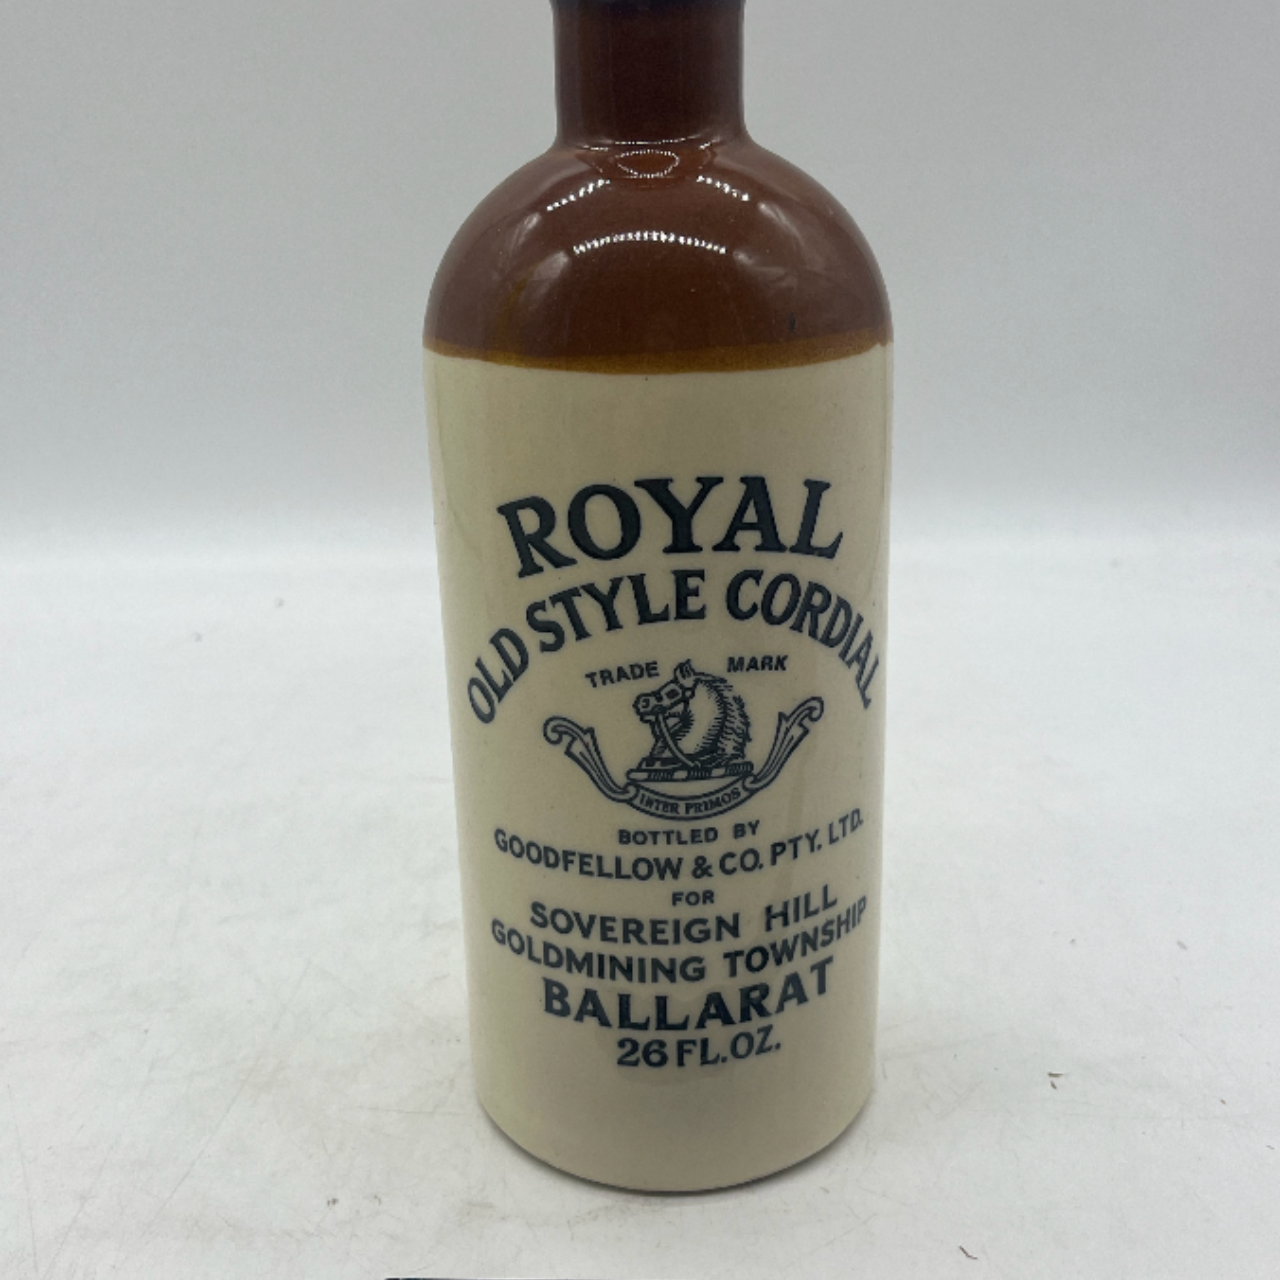 ROYAL
OLD STYLE CORDIAL
TRADE MARK
INTER PRIMOS
BOTTLED BY
GOODFELLOW & CO. PTY. LTD.
FOR
SOVEREIGN HILL
GOLDMINING TOWNSHIP
BALLARAT
26 FL. OZ.